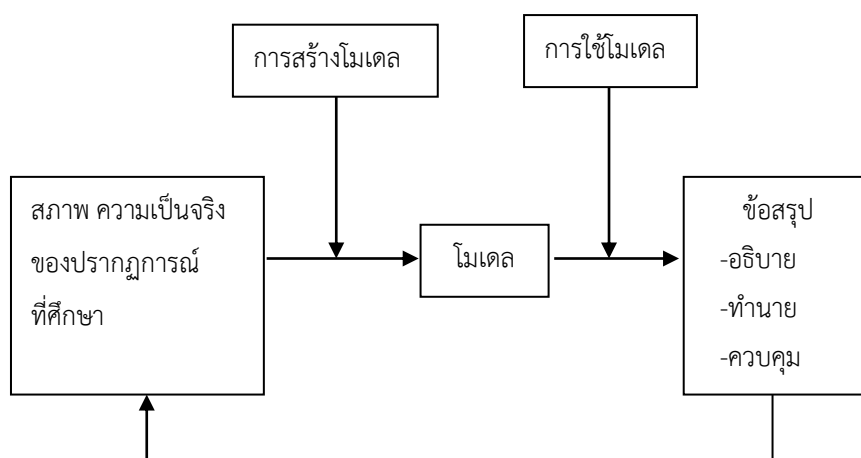 การสร้างโมเดล
การใช้โมเดล
สภาพ ความเป็นจริง
ของปรากฏการณ์
ที่ศึกษา
โมเดล
ข้อสรุป
-อธิบาย
-ทำนาย
-ควบคุม